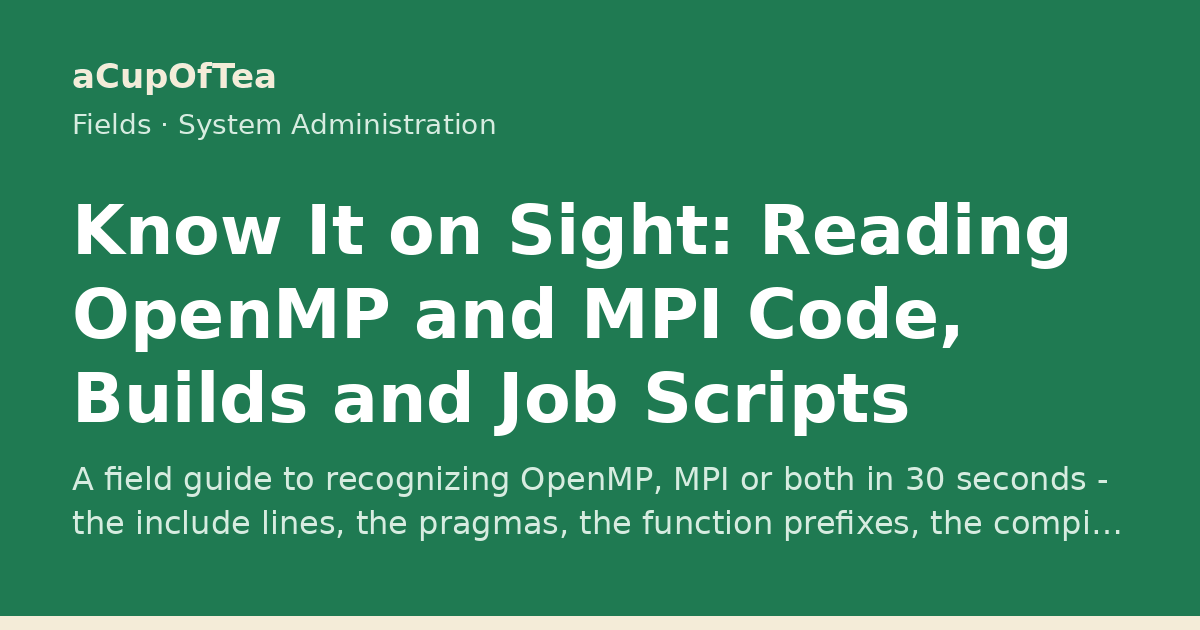 aCupOfTea
Fields · System Administration
Know It on Sight: Reading
OpenMP and MPI Code,
Builds and Job Scripts
A field guide to recognizing OpenMP, MPI or both in 30 seconds -
the include lines, the pragmas, the function prefixes, the compi…